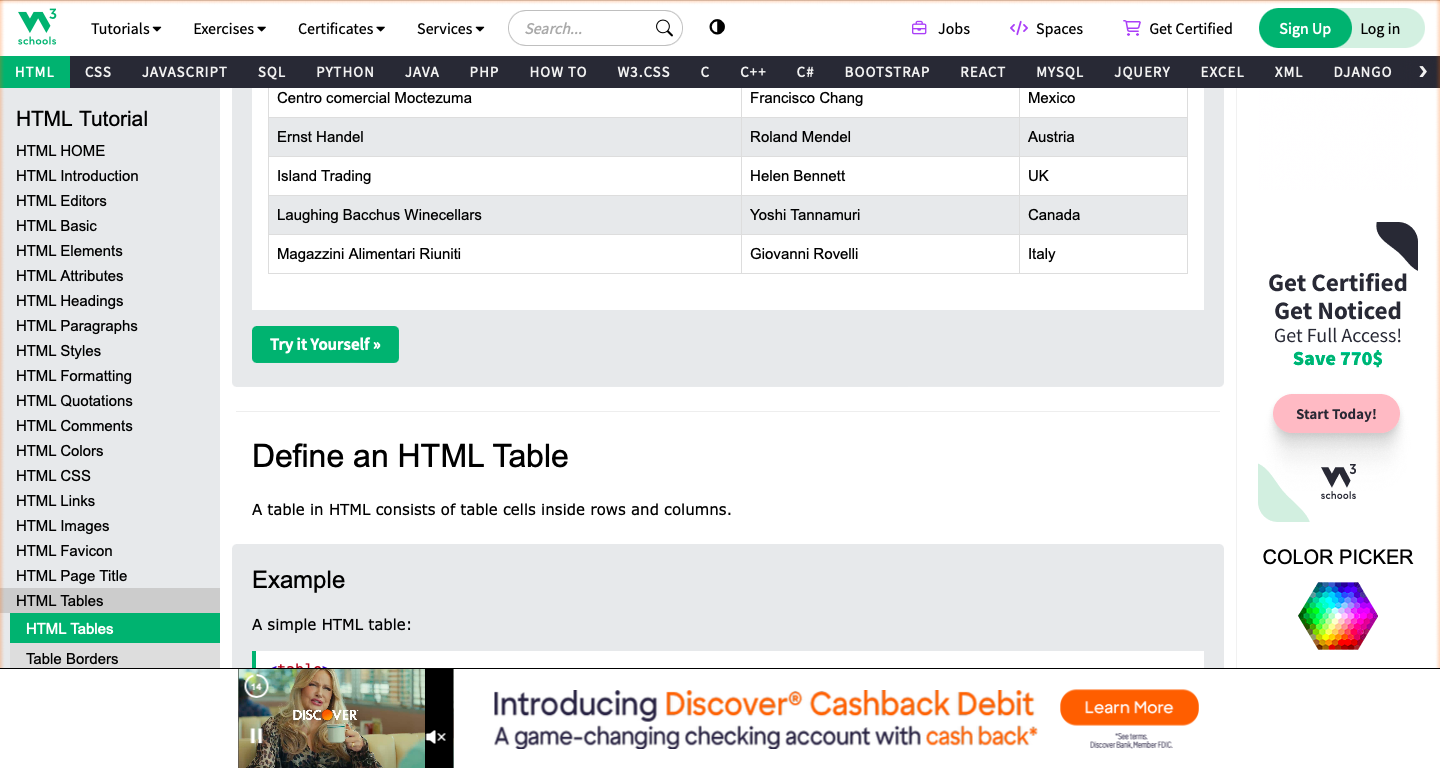 W3 schools
Tutorials
Exercises
Certificates
Services
Search...
Jobs
Spaces
Get Certified
Sign Up
Log in
HTML CSS JAVASCRIPT SQL PYTHON JAVA PHP HOW TO W3.CSS C C++ C# BOOTSTRAP REACT MYSQL JQUERY EXCEL XML DJANGO ❯
HTML Tutorial
HTML HOME
HTML Introduction
HTML Editors
HTML Basic
HTML Elements
HTML Attributes
HTML Headings
HTML Paragraphs
HTML Styles
HTML Formatting
HTML Quotations
HTML Comments
HTML Colors
HTML CSS
HTML Links
HTML Images
HTML Favicon
HTML Page Title
HTML Tables
HTML Tables
Table Borders
Centro comercial Moctezuma Francisco Chang Mexico
Ernst Handel Roland Mendel Austria
Island Trading Helen Bennett UK
Laughing Bacchus Winecellars Yoshi Tannamuri Canada
Magazzini Alimentari Riuniti Giovanni Rovelli Italy
Try it Yourself »
Define an HTML Table
A table in HTML consists of table cells inside rows and columns.
Example
A simple HTML table:
<table>
Get Certified
Get Noticed
Get Full Access!
Save 770$
Start Today!
W3
schools
COLOR PICKER
14
DISCOVER
Introducing Discover® Cashback Debit
A game-changing checking account with cash back*
Learn More
*See terms.
Discover Bank, Member FDIC.